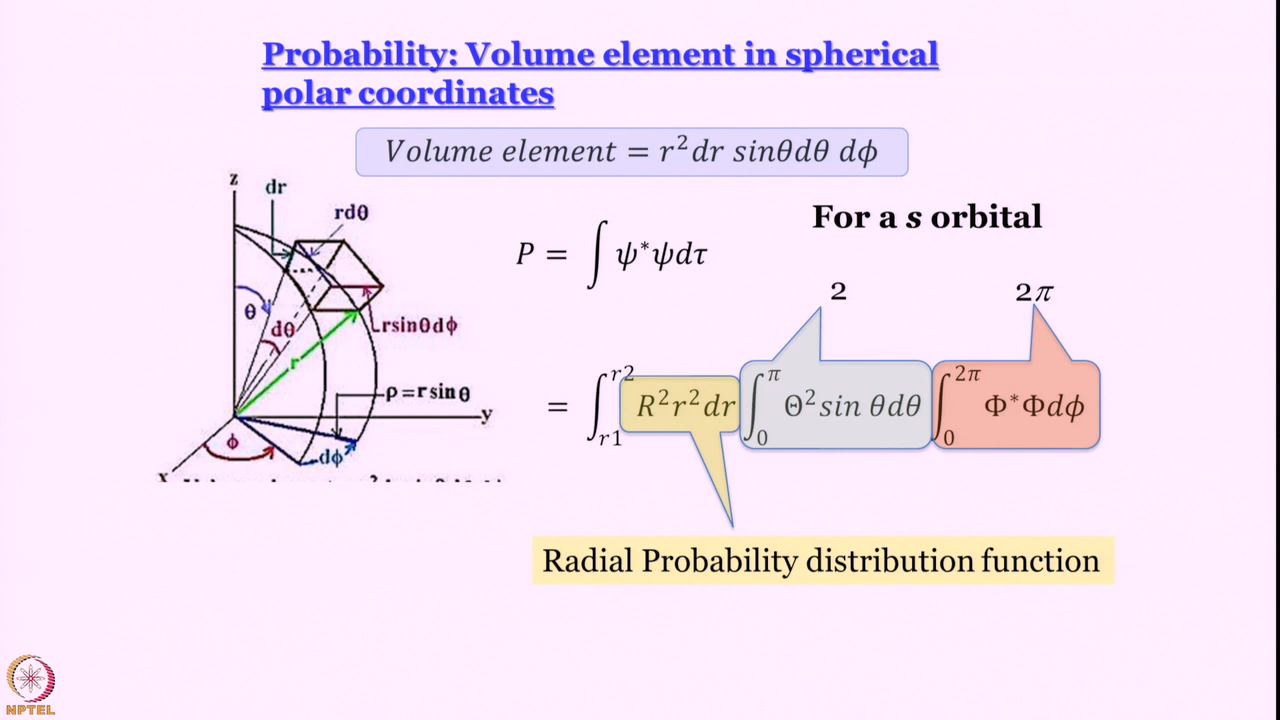 Probability: Volume element in spherical
polar coordinates
Volume element = r²dr sinθdθ dϕ
z
dr
rdθ
θ
dθ
r
rsinθdϕ
ρ=rsinθ
y
ϕ
dϕ
x
For a s orbital
P = ∫ ψ*ψdτ
2
2π
= ∫_{r1}^{r2} R²r²dr ∫_0^π Θ²sin θdθ ∫_0^{2π} Φ*Φdϕ
Radial Probability distribution function
NPTEL